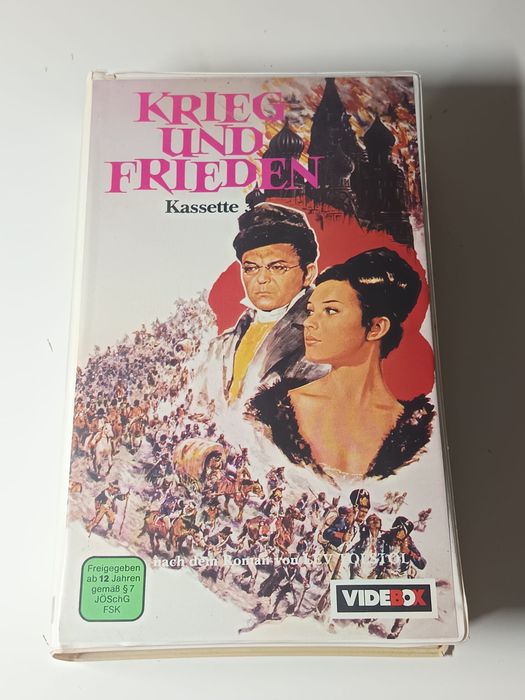 KRIEG
UND
FRIEDEN
Kassette 3
nach dem Roman von LEV TOLSTOI
Freigegeben
ab 12 Jahren
gemäß § 7
JÖSchG
FSK
VIDEBOX